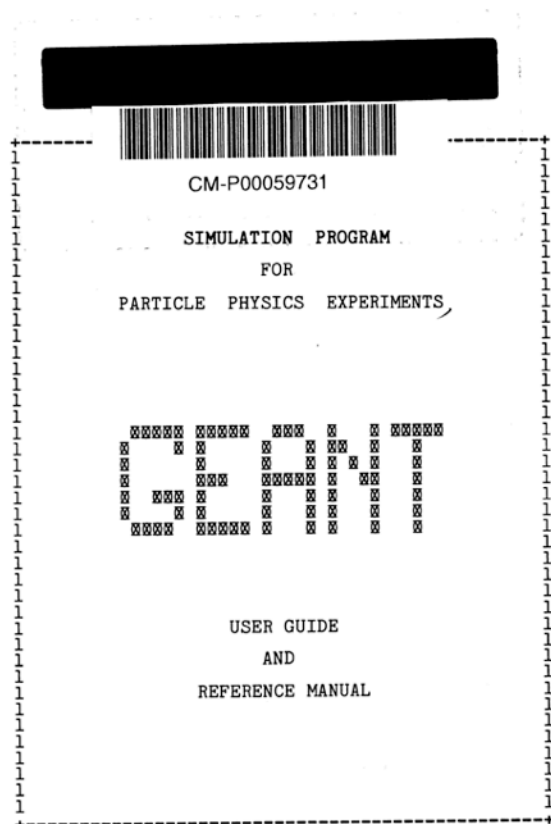 CM-P00059731
SIMULATION PROGRAM
FOR
PARTICLE PHYSICS EXPERIMENTS,
GEANT
USER GUIDE
AND
REFERENCE MANUAL